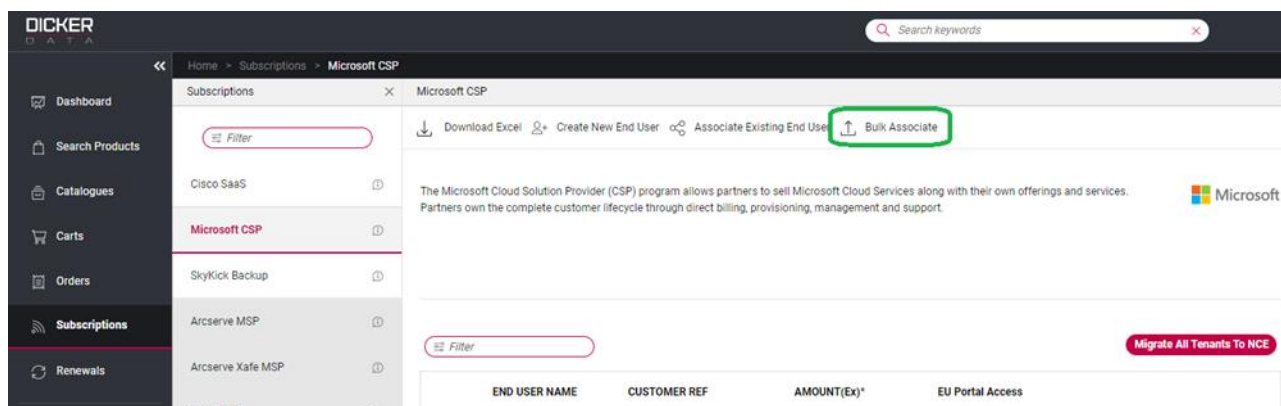 DICKER
DATA
Search keywords
Home > Subscriptions > Microsoft CSP
Dashboard
Search Products
Catalogues
Carts
Orders
Subscriptions
Renewals
Subscriptions
Filter
Cisco SaaS
Microsoft CSP
SkyKick Backup
Arcserve MSP
Arcserve Xafe MSP
Microsoft CSP
Download Excel Create New End User Associate Existing End User Bulk Associate
The Microsoft Cloud Solution Provider (CSP) program allows partners to sell Microsoft Cloud Services along with their own offerings and services.
Partners own the complete customer lifecycle through direct billing, provisioning, management and support.
Microsoft
Filter
Migrate All Tenants To NCE
END USER NAME CUSTOMER REF AMOUNT(Ex)* EU Portal Access